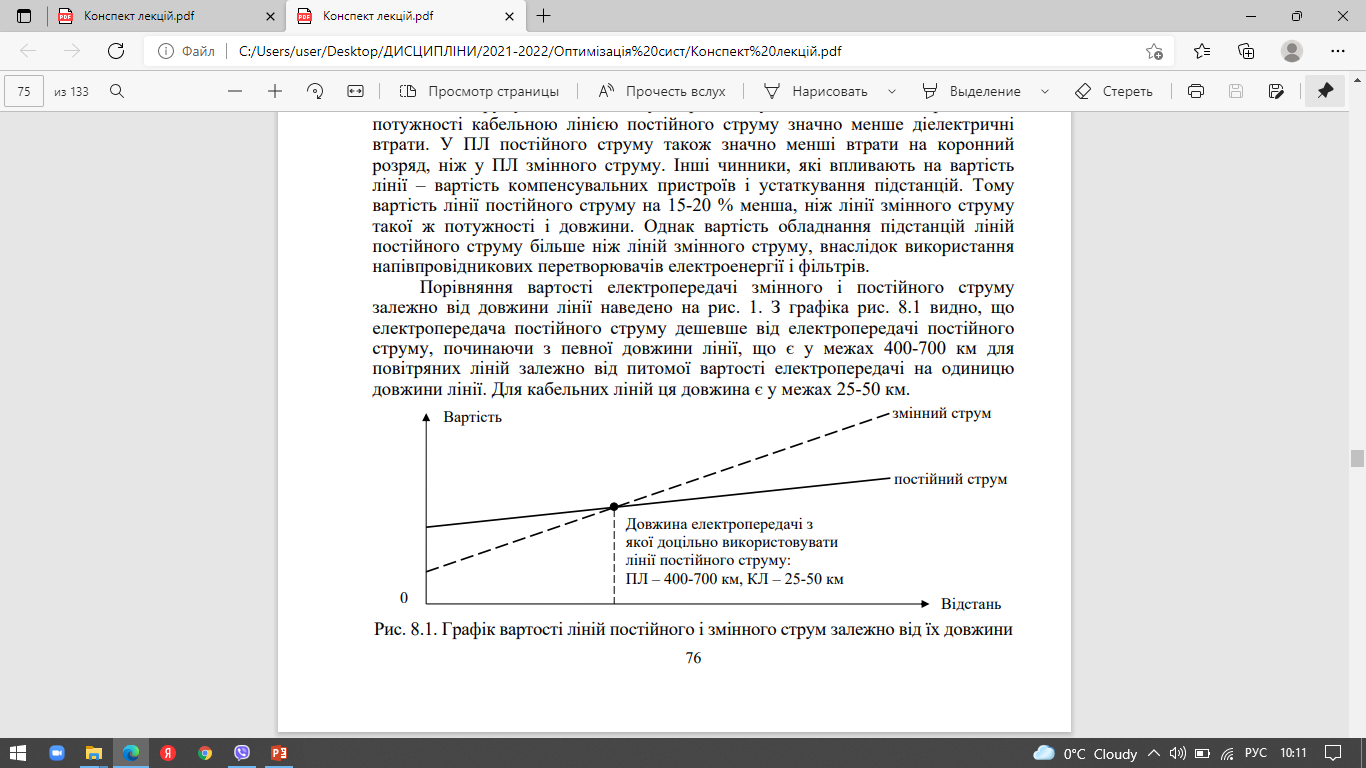 Конспект лекцій.pdf
Конспект лекцій.pdf
Файл
C:/Users/user/Desktop/ДИСЦИПЛІНИ/2021-2022/Оптимізація%20сист/Конспект%20лекцій.pdf
75 из 133
Просмотр страницы
Прочесть вслух
Нарисовать
Выделение
Стереть
потужності кабельною лінією постійного струму значно менше діелектричні
втрати. У ПЛ постійного струму також значно менші втрати на коронний
розряд, ніж у ПЛ змінного струму. Інші чинники, які впливають на вартість
лінії – вартість компенсувальних пристроїв і устаткування підстанцій. Тому
вартість лінії постійного струму на 15-20 % менша, ніж лінії змінного струму
такої ж потужності і довжини. Однак вартість обладнання підстанцій ліній
постійного струму більше ніж ліній змінного струму, внаслідок використання
напівпровідникових перетворювачів електроенергії і фільтрів.
Порівняння вартості електропередачі змінного і постійного струму
залежно від довжини лінії наведено на рис. 1. З графіка рис. 8.1 видно, що
електропередача постійного струму дешевше від електропередачі постійного
струму, починаючи з певної довжини лінії, що є у межах 400-700 км для
повітряних ліній залежно від питомої вартості електропередачі на одиницю
довжини лінії. Для кабельних ліній ця довжина є у межах 25-50 км.
Вартість
змінний струм
постійний струм
Довжина електропередачі з
якої доцільно використовувати
лінії постійного струму:
ПЛ – 400-700 км, КЛ – 25-50 км
0
Відстань
Рис. 8.1. Графік вартості ліній постійного і змінного струм залежно від їх довжини
76
0°C Cloudy
РУС
10:11